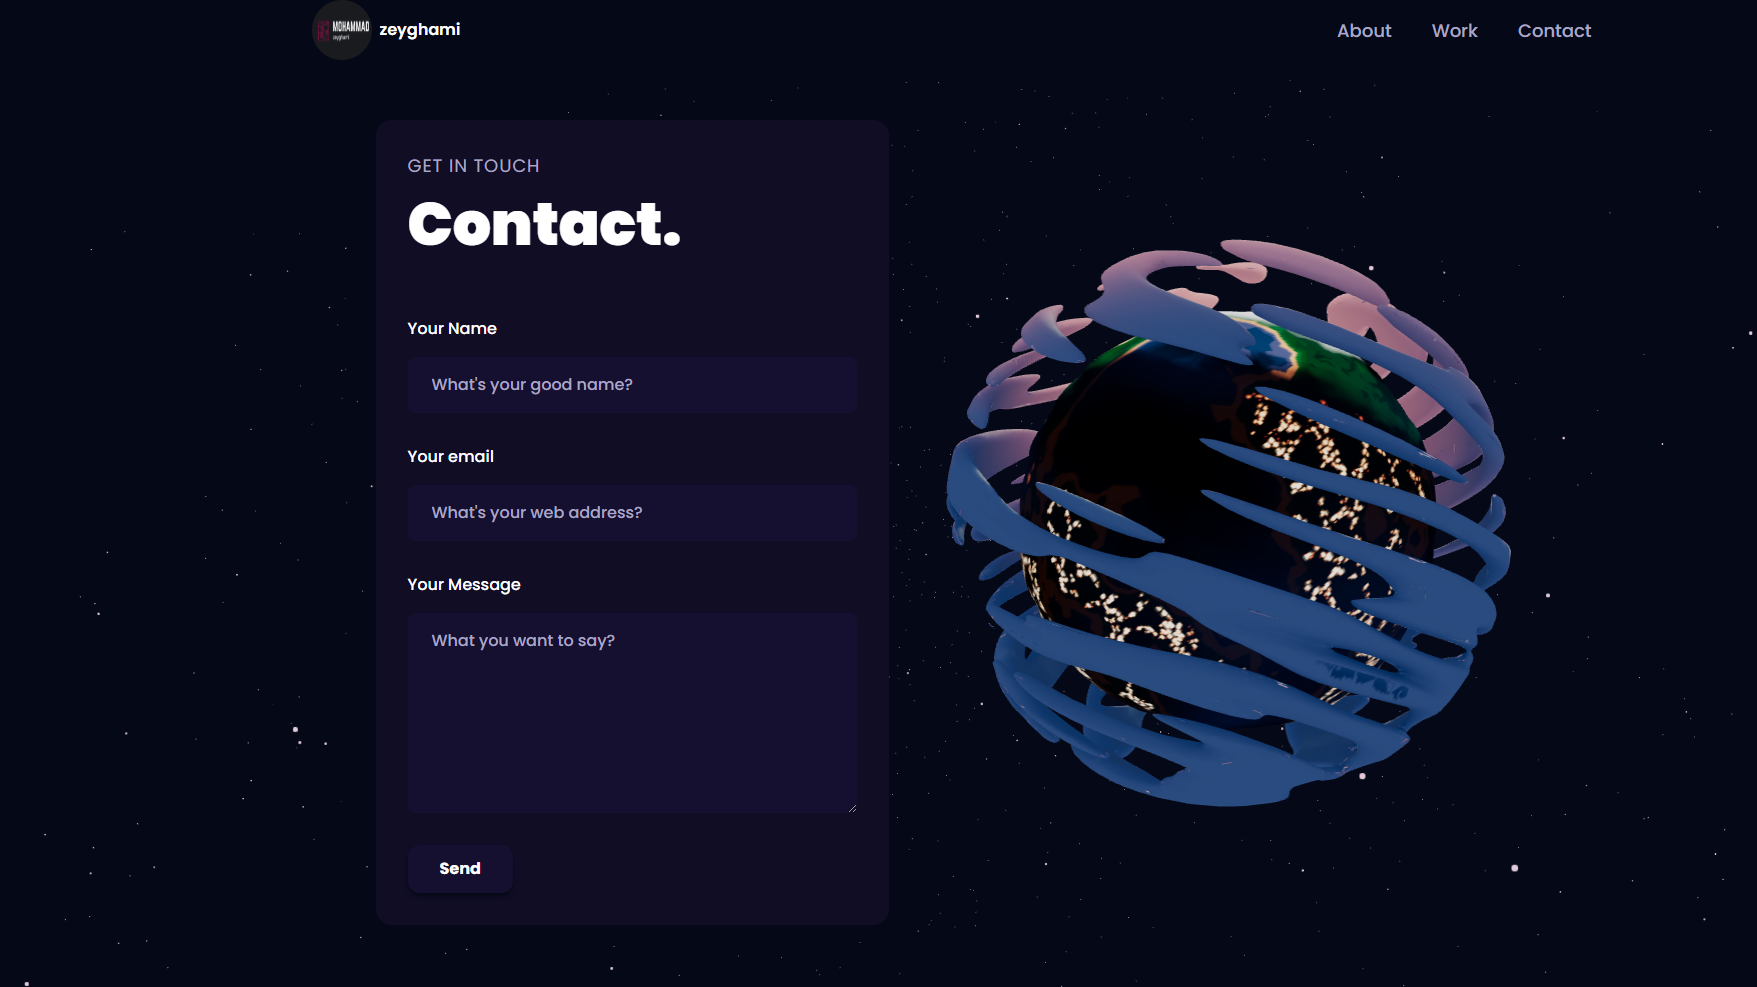 MOHAMMAD
zeyghami
zeyghami
About
Work
Contact
GET IN TOUCH
Contact.
Your Name
What's your good name?
Your email
What's your web address?
Your Message
What you want to say?
Send